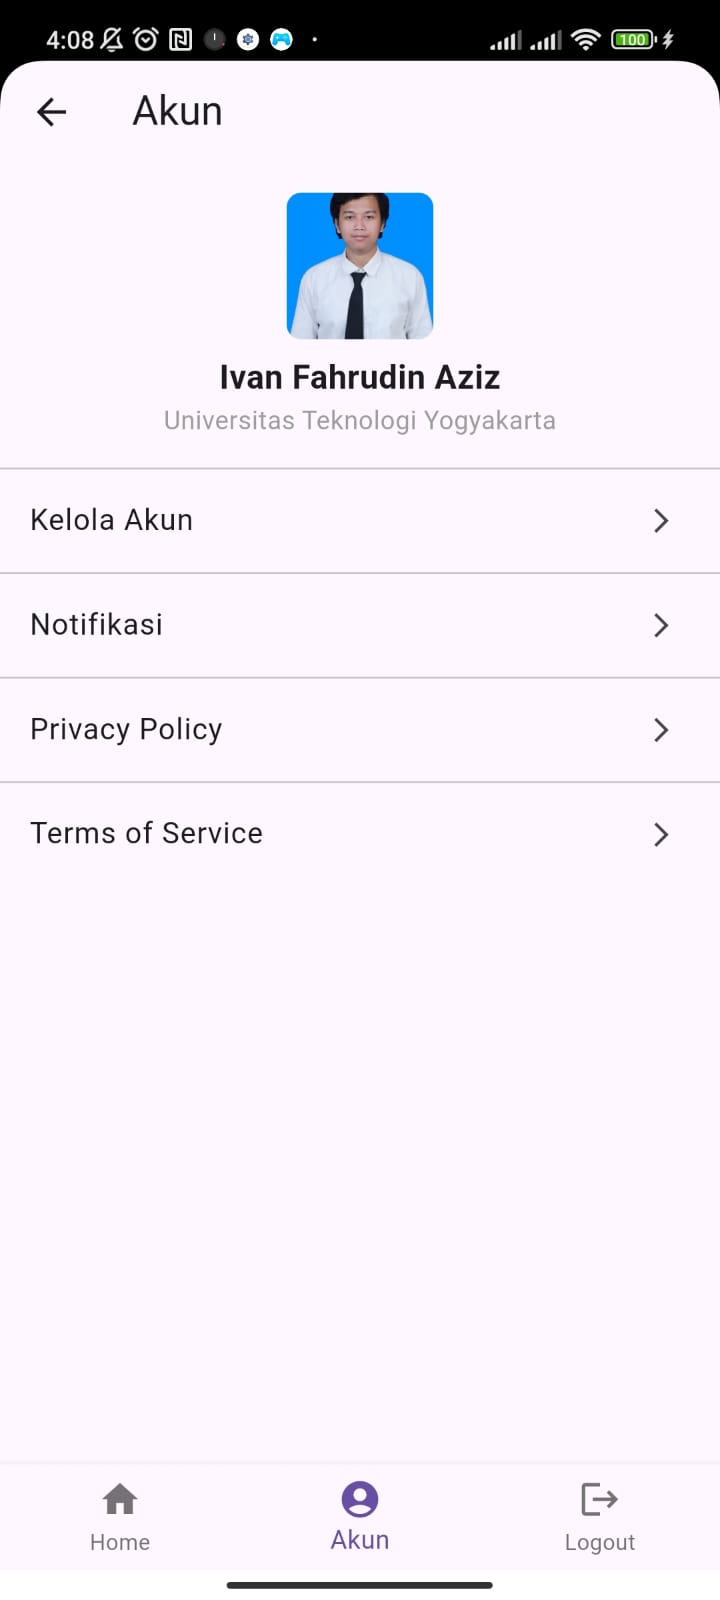 4:08
100
Akun
Ivan Fahrudin Aziz
Universitas Teknologi Yogyakarta
Kelola Akun
Notifikasi
Privacy Policy
Terms of Service
Home
Akun
Logout